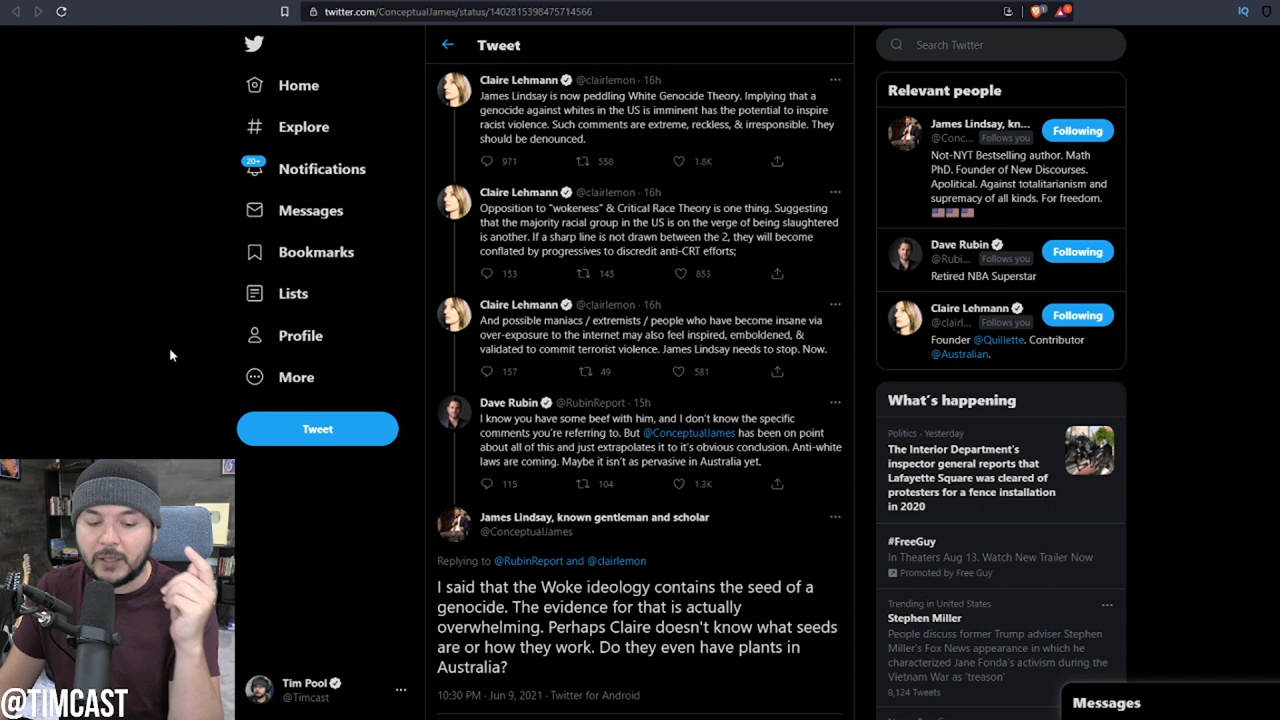 twitter.com/ConceptualJames/status/1402815398475714566
IQ
Home
Explore
20+
Notifications
Messages
Bookmarks
Lists
Profile
More
Tweet
Tim Pool
@Timcast
@TIMCAST
Tweet
Claire Lehmann @clairlemon · 16h
James Lindsay is now peddling White Genocide Theory. Implying that a
genocide against whites in the US is imminent has the potential to inspire
racist violence. Such comments are extreme, reckless, & irresponsible. They
should be denounced.
971 558 1.8K
Claire Lehmann @clairlemon · 16h
Opposition to "wokeness" & Critical Race Theory is one thing. Suggesting
that the majority racial group in the US is on the verge of being slaughtered
is another. If a sharp line is not drawn between the 2, they will become
conflated by progressives to discredit anti-CRT efforts;
153 145 853
Claire Lehmann @clairlemon · 16h
And possible maniacs / extremists / people who have become insane via
over-exposure to the internet may also feel inspired, emboldened, &
validated to commit terrorist violence. James Lindsay needs to stop. Now.
157 49 581
Dave Rubin @RubinReport · 15h
I know you have some beef with him, and I don't know the specific
comments you're referring to. But @ConceptualJames has been on point
about all of this and just extrapolates it to it's obvious conclusion. Anti-white
laws are coming. Maybe it isn't as pervasive in Australia yet.
115 104 1.3K
James Lindsay, known gentleman and scholar
@ConceptualJames
Replying to @RubinReport and @clairlemon
I said that the Woke ideology contains the seed of a
genocide. The evidence for that is actually
overwhelming. Perhaps Claire doesn't know what seeds
are or how they work. Do they even have plants in
Australia?
10:30 PM · Jun 9, 2021 · Twitter for Android
Search Twitter
Relevant people
James Lindsay, kn...
@Conc... Follows you
Following
Not-NYT Bestselling author. Math
PhD. Founder of New Discourses.
Apolitical. Against totalitarianism and
supremacy of all kinds. For freedom.
Dave Rubin
@Rubi... Follows you
Following
Retired NBA Superstar
Claire Lehmann
@clairl... Follows you
Following
Founder @Quillette. Contributor
@Australian.
What's happening
Politics · Yesterday
The Interior Department's
inspector general reports that
Lafayette Square was cleared of
protesters for a fence installation
in 2020
#FreeGuy
In Theaters Aug 13. Watch New Trailer Now
Promoted by Free Guy
Trending in United States
Stephen Miller
People discuss former Trump adviser Stephen
Miller's Fox News appearance in which he
characterized Jane Fonda's activism during the
Vietnam War as 'treason'
8,124 Tweets
Messages